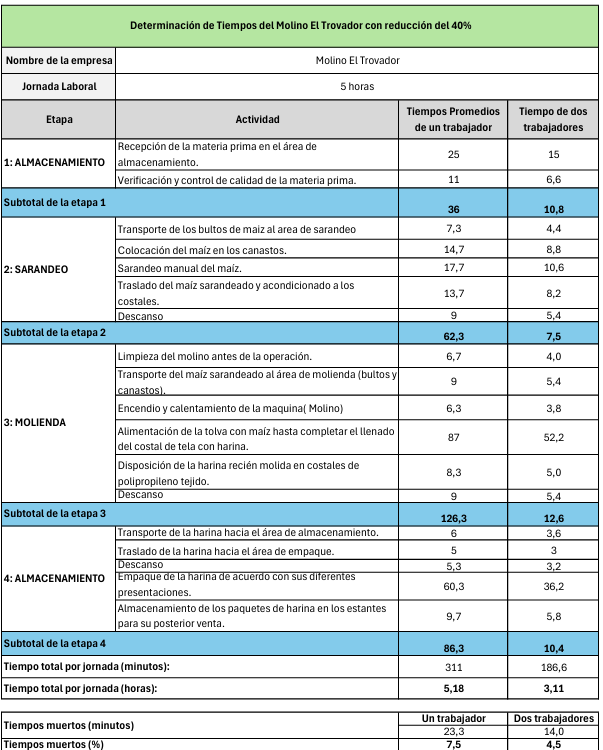 Determinación de Tiempos del Molino El Trovador con reducción del 40%
Nombre de la empresa Molino El Trovador
Jornada Laboral 5 horas
Etapa Actividad Tiempos Promedios de un trabajador Tiempo de dos trabajadores
1: ALMACENAMIENTO
Recepción de la materia prima en el área de
almacenamiento. 25 15
Verificación y control de calidad de la materia prima. 11 6,6
Subtotal de la etapa 1 36 10,8
2: SARANDEO
Transporte de los bultos de maiz al area de sarandeo 7,3 4,4
Colocación del maíz en los canastos. 14,7 8,8
Sarandeo manual del maíz. 17,7 10,6
Traslado del maíz sarandeado y acondicionado a los
costales. 13,7 8,2
Descanso 9 5,4
Subtotal de la etapa 2 62,3 7,5
3: MOLIENDA
Limpieza del molino antes de la operación. 6,7 4,0
Transporte del maíz sarandeado al área de molienda (bultos y
canastos). 9 5,4
Encendio y calentamiento de la maquina( Molino) 6,3 3,8
Alimentación de la tolva con maíz hasta completar el llenado
del costal de tela con harina. 87 52,2
Disposición de la harina recién molida en costales de
polipropileno tejido. 8,3 5,0
Descanso 9 5,4
Subtotal de la etapa 3 126,3 12,6
4: ALMACENAMIENTO
Transporte de la harina hacia el área de almacenamiento. 6 3,6
Traslado de la harina hacia el área de empaque. 5 3
Descanso 5,3 3,2
Empaque de la harina de acuerdo con sus diferentes
presentaciones. 60,3 36,2
Almacenamiento de los paquetes de harina en los estantes
para su posterior venta. 9,7 5,8
Subtotal de la etapa 4 86,3 10,4
Tiempo total por jornada (minutos): 311 186,6
Tiempo total por jornada (horas): 5,18 3,11
Un trabajador Dos trabajadores
Tiempos muertos (minutos) 23,3 14,0
Tiempos muertos (%) 7,5 4,5